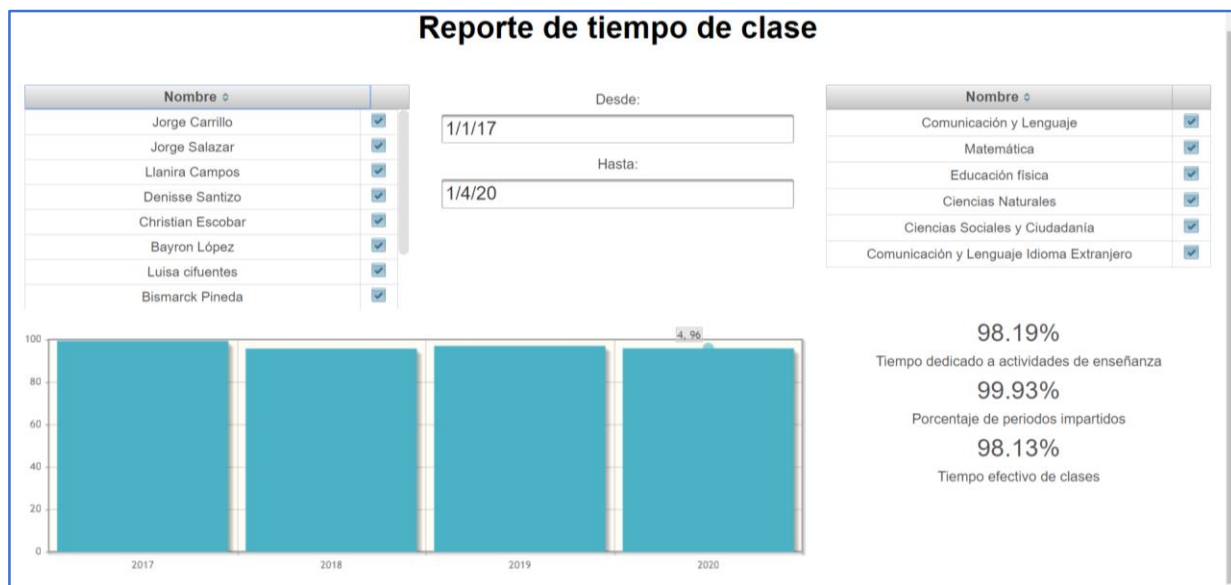 Reporte de tiempo de clase
Nombre
Jorge Carrillo
Jorge Salazar
Llanira Campos
Denisse Santizo
Christian Escobar
Bayron López
Luisa cifuentes
Bismarck Pineda
Desde:
1/1/17
Hasta:
1/4/20
Nombre
Comunicación y Lenguaje
Matemática
Educación física
Ciencias Naturales
Ciencias Sociales y Ciudadanía
Comunicación y Lenguaje Idioma Extranjero
100
80
60
40
20
0
4, 96
2017 2018 2019 2020
98.19%
Tiempo dedicado a actividades de enseñanza
99.93%
Porcentaje de periodos impartidos
98.13%
Tiempo efectivo de clases